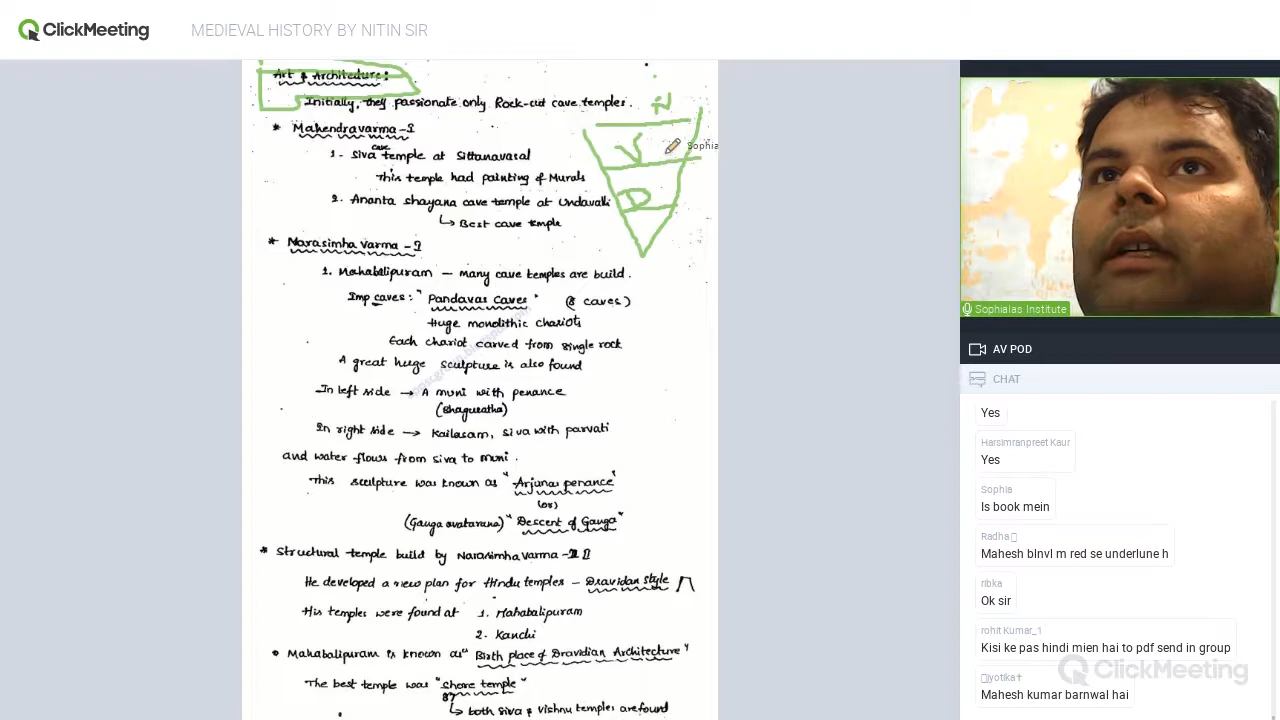 ClickMeeting
MEDIEVAL HISTORY BY NITIN SIR
Art & Architecture:
Initially, they passionate only Rock-cut cave temples.
* Mahendravarma-I
1. Siva cave temple at Sittanavasal
This temple had painting of Murals
2. Ananta shayana cave temple at Undavalli
↳ Best cave temple
N
V
D
Sophia
* Narasimha Varma - I
1. Mahabalipuram — many cave temples are build.
Imp caves: "Pandavas Caves" (8 caves)
Huge monolithic chariots
Each chariot carved from single rock
A great huge sculpture is also found
In left side → A muni with penance
(Bhaguratha)
In right side → Kailasam, siva with parvati
and water flows from siva to muni.
This sculpture was known as "Arjunas penance"
(or)
(Ganga avatarana) "Descent of Ganga"
* Structural temple build by Narasimha Varma - II
He developed a new plan for Hindu temples - Dravidan style
His temples were found at 1. Mahabalipuram
2. Kanchi
* Mahabalipuram is known as "Birth place of Dravidian Architecture"
The best temple was "shore temple"
↳ both Siva & Vishnu temples are found
Sophialas Institute
AV POD
CHAT
Yes
Harsimranpreet Kaur
Yes
Sophia
Is book mein
Radha
Mahesh blnvl m red se underlune h
ribka
Ok sir
rohit Kumar_1
Kisi ke pas hindi mien hai to pdf send in group
jyotika✝
Mahesh kumar barnwal hai
ClickMeeting